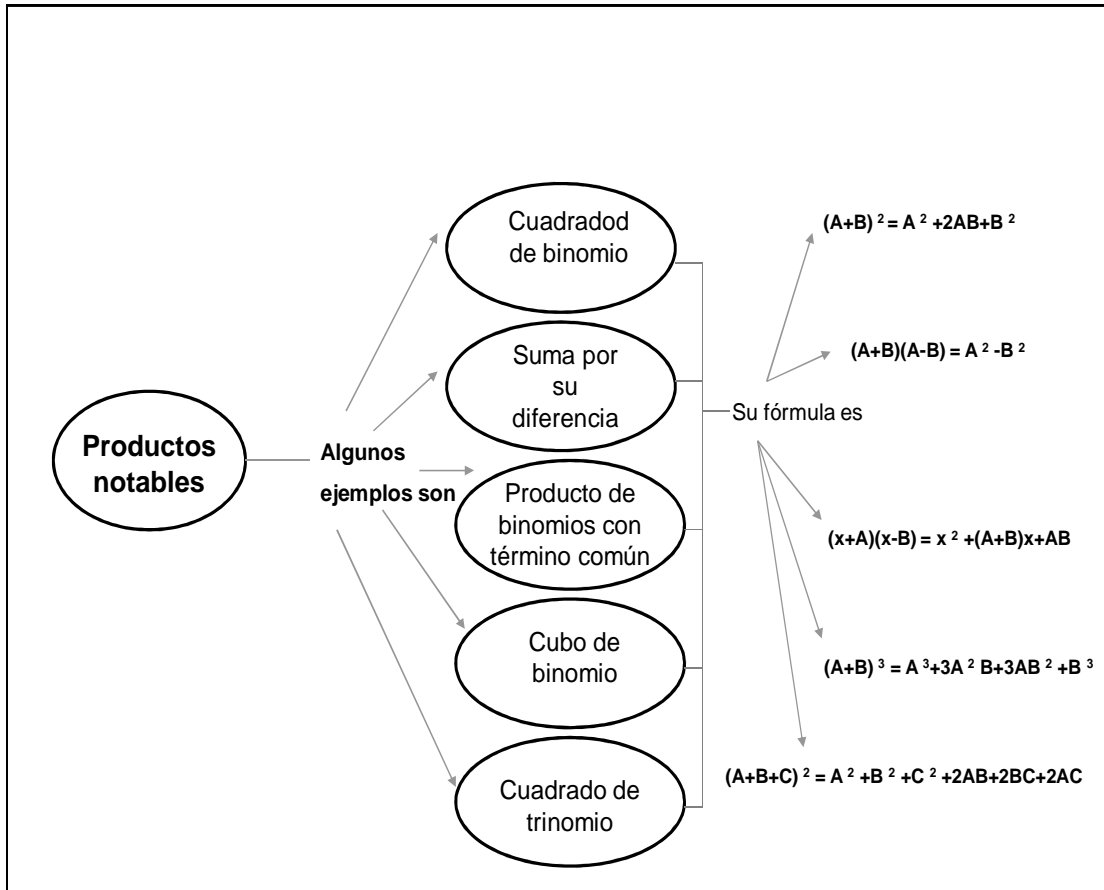 Productos
notables
Algunos
ejemplos son
Cuadradod
de binomio
Suma por
su
diferencia
Producto de
binomios con
término común
Cubo de
binomio
Cuadrado de
trinomio
Su fórmula es
(A+B) ² = A ² +2AB+B ²
(A+B)(A-B) = A ² -B ²
(x+A)(x-B) = x ² +(A+B)x+AB
(A+B) ³ = A ³+3A ² B+3AB ² +B ³
(A+B+C) ² = A ² +B ² +C ² +2AB+2BC+2AC